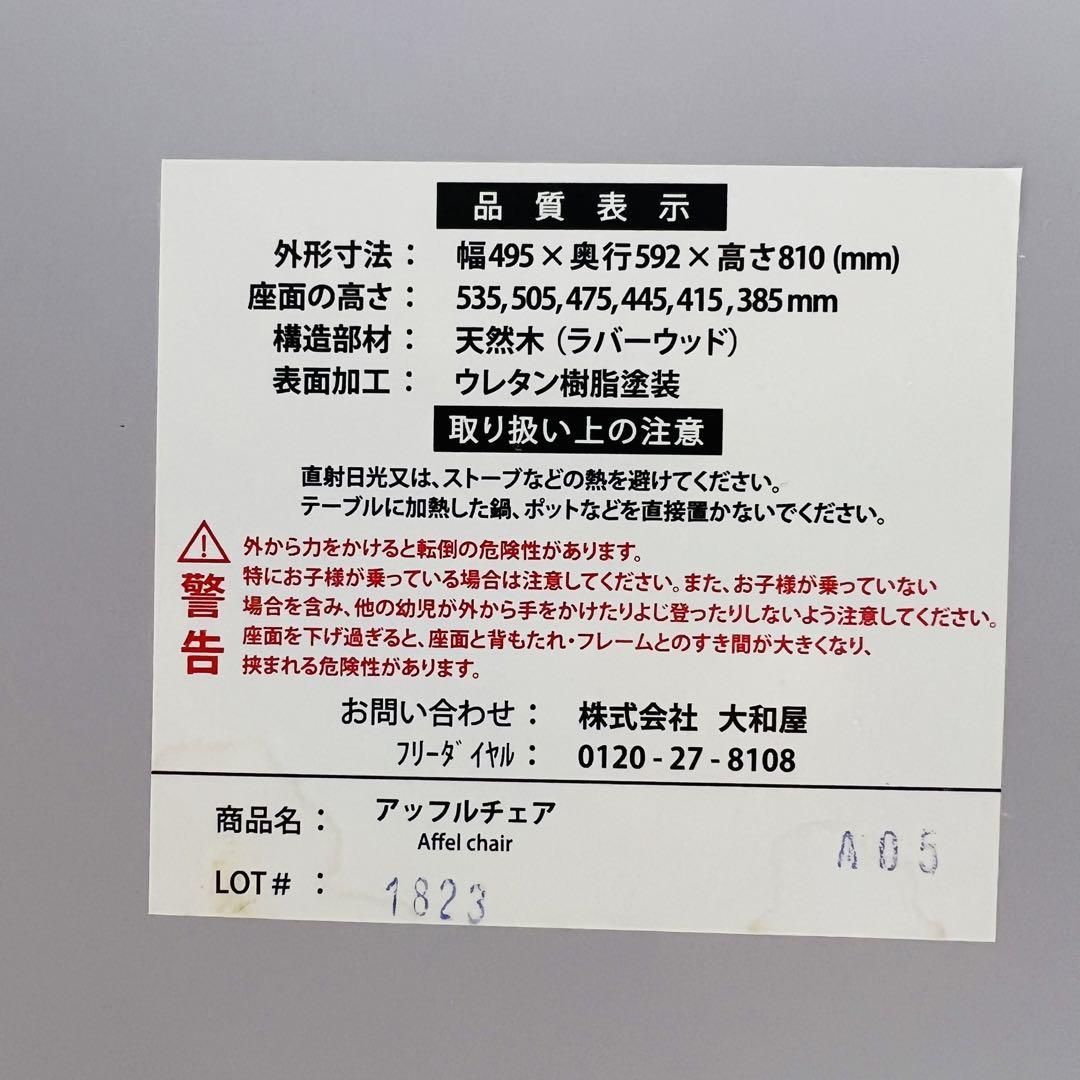 品質表示
外形寸法： 幅495×奥行592×高さ810 (mm)
座面の高さ： 535,505,475,445,415,385mm
構造部材： 天然木（ラバーウッド）
表面加工： ウレタン樹脂塗装
取り扱い上の注意
直射日光又は、ストーブなどの熱を避けてください。
テーブルに加熱した鍋、ポットなどを直接置かないでください。
警告
外から力をかけると転倒の危険性があります。
特にお子様が乗っている場合は注意してください。また、お子様が乗っていない
場合を含み、他の幼児が外から手をかけたりよじ登ったりしないよう注意してください。
座面を下げ過ぎると、座面と背もたれ・フレームとのすき間が大きくなり、
挟まれる危険性があります。
お問い合わせ： 株式会社 大和屋
ﾌﾘｰﾀﾞｲﾔﾙ： 0120-27-8108
商品名： アッフルチェア
Affel chair
A05
LOT#： 1823